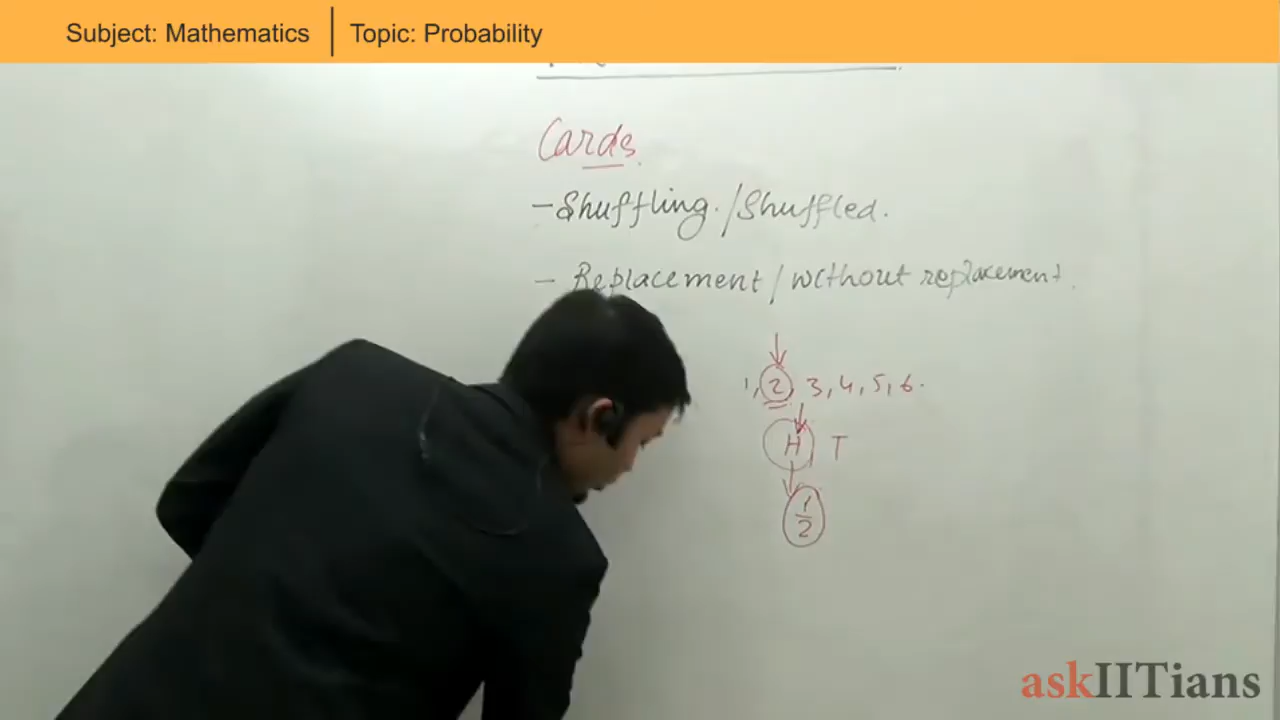 Subject: Mathematics | Topic: Probability
Cards.
- Shuffling. / Shuffled.
- Replacement / without replacement.
1, 2, 3, 4, 5, 6.
H T
1/2
askIITians